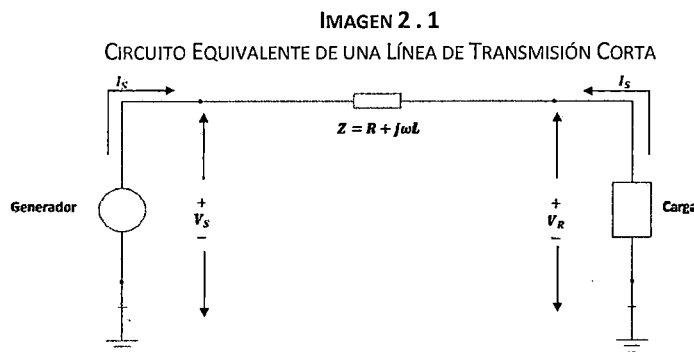 IMAGEN 2.1
CIRCUITO EQUIVALENTE DE UNA LÍNEA DE TRANSMISIÓN CORTA
I_S
I_S
Z = R + jωL
Generador
+
V_S
−
+
V_R
−
Carga